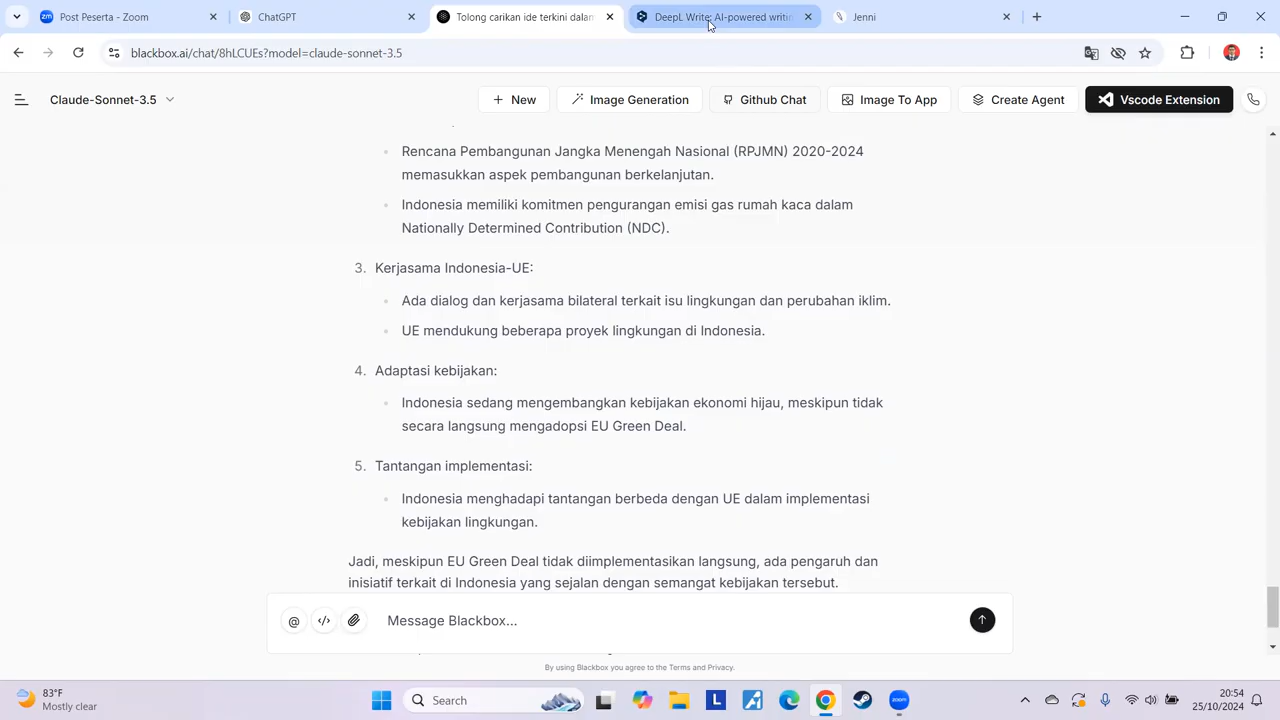 Post Perserta - Zoom
ChatGPT
Tolong carikan ide terkini dalam
DeepL Write: AI-powered writin
Jenni
blackbox.ai/chat/8hLCUEs?model=claude-sonnet-3.5
Claude-Sonnet-3.5
New
Image Generation
Github Chat
Image To App
Create Agent
Vscode Extension
Rencana Pembangunan Jangka Menengah Nasional (RPJMN) 2020-2024
memasukkan aspek pembangunan berkelanjutan.
Indonesia memiliki komitmen pengurangan emisi gas rumah kaca dalam
Nationally Determined Contribution (NDC).
3. Kerjasama Indonesia-UE:
Ada dialog dan kerjasama bilateral terkait isu lingkungan dan perubahan iklim.
UE mendukung beberapa proyek lingkungan di Indonesia.
4. Adaptasi kebijakan:
Indonesia sedang mengembangkan kebijakan ekonomi hijau, meskipun tidak
secara langsung mengadopsi EU Green Deal.
5. Tantangan implementasi:
Indonesia menghadapi tantangan berbeda dengan UE dalam implementasi
kebijakan lingkungan.
Jadi, meskipun EU Green Deal tidak diimplementasikan langsung, ada pengaruh dan
inisiatif terkait di Indonesia yang sejalan dengan semangat kebijakan tersebut.
Message Blackbox...
By using Blackbox you agree to the Terms and Privacy.
83°F
Mostly clear
Search
20:54
25/10/2024